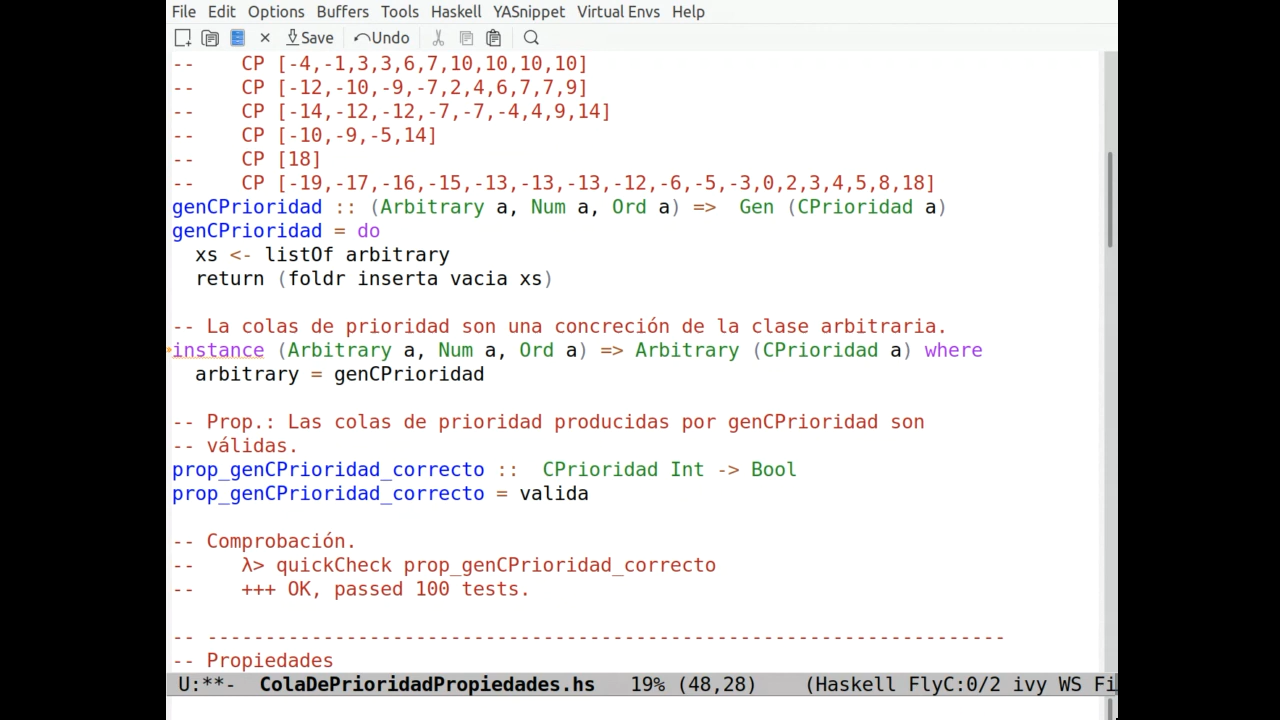 File Edit Options Buffers Tools Haskell YASnippet Virtual Envs Help
Save Undo
-- CP [-4,-1,3,3,6,7,10,10,10,10]
-- CP [-12,-10,-9,-7,2,4,6,7,7,9]
-- CP [-14,-12,-12,-7,-7,-4,4,9,14]
-- CP [-10,-9,-5,14]
-- CP [18]
-- CP [-19,-17,-16,-15,-13,-13,-13,-12,-6,-5,-3,0,2,3,4,5,8,18]
genCPrioridad :: (Arbitrary a, Num a, Ord a) =>  Gen (CPrioridad a)
genCPrioridad = do
  xs <- listOf arbitrary
  return (foldr inserta vacia xs)
-- La colas de prioridad son una concreción de la clase arbitraria.
instance (Arbitrary a, Num a, Ord a) => Arbitrary (CPrioridad a) where
  arbitrary = genCPrioridad
-- Prop.: Las colas de prioridad producidas por genCPrioridad son
-- válidas.
prop_genCPrioridad_correcto ::  CPrioridad Int -> Bool
prop_genCPrioridad_correcto = valida
-- Comprobación.
--    λ> quickCheck prop_genCPrioridad_correcto
--    +++ OK, passed 100 tests.
-- ---------------------------------------------------------------------
-- Propiedades
U:**-  ColaDePrioridadPropiedades.hs   19% (48,28)   (Haskell FlyC:0/2 ivy WS Fi